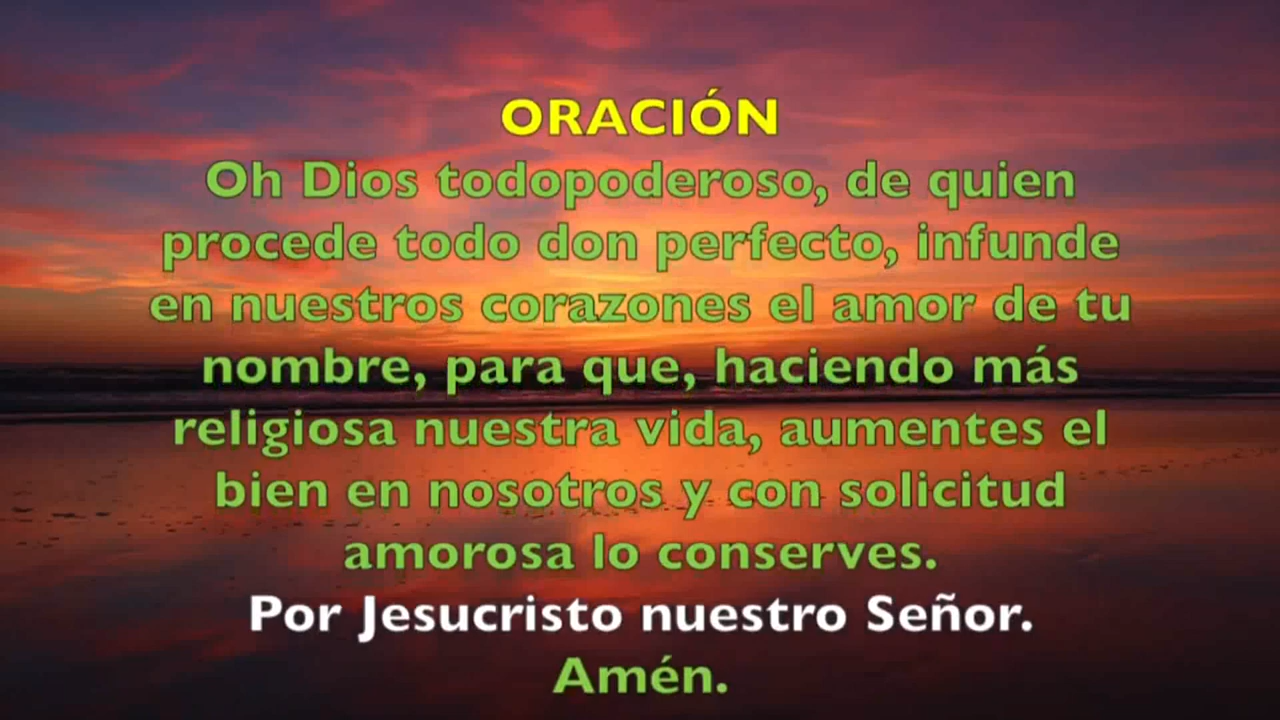 ORACIÓN
Oh Dios todopoderoso, de quien
procede todo don perfecto, infunde
en nuestros corazones el amor de tu
nombre, para que, haciendo más
religiosa nuestra vida, aumentes el
bien en nosotros y con solicitud
amorosa lo conserves.
Por Jesucristo nuestro Señor.
Amén.